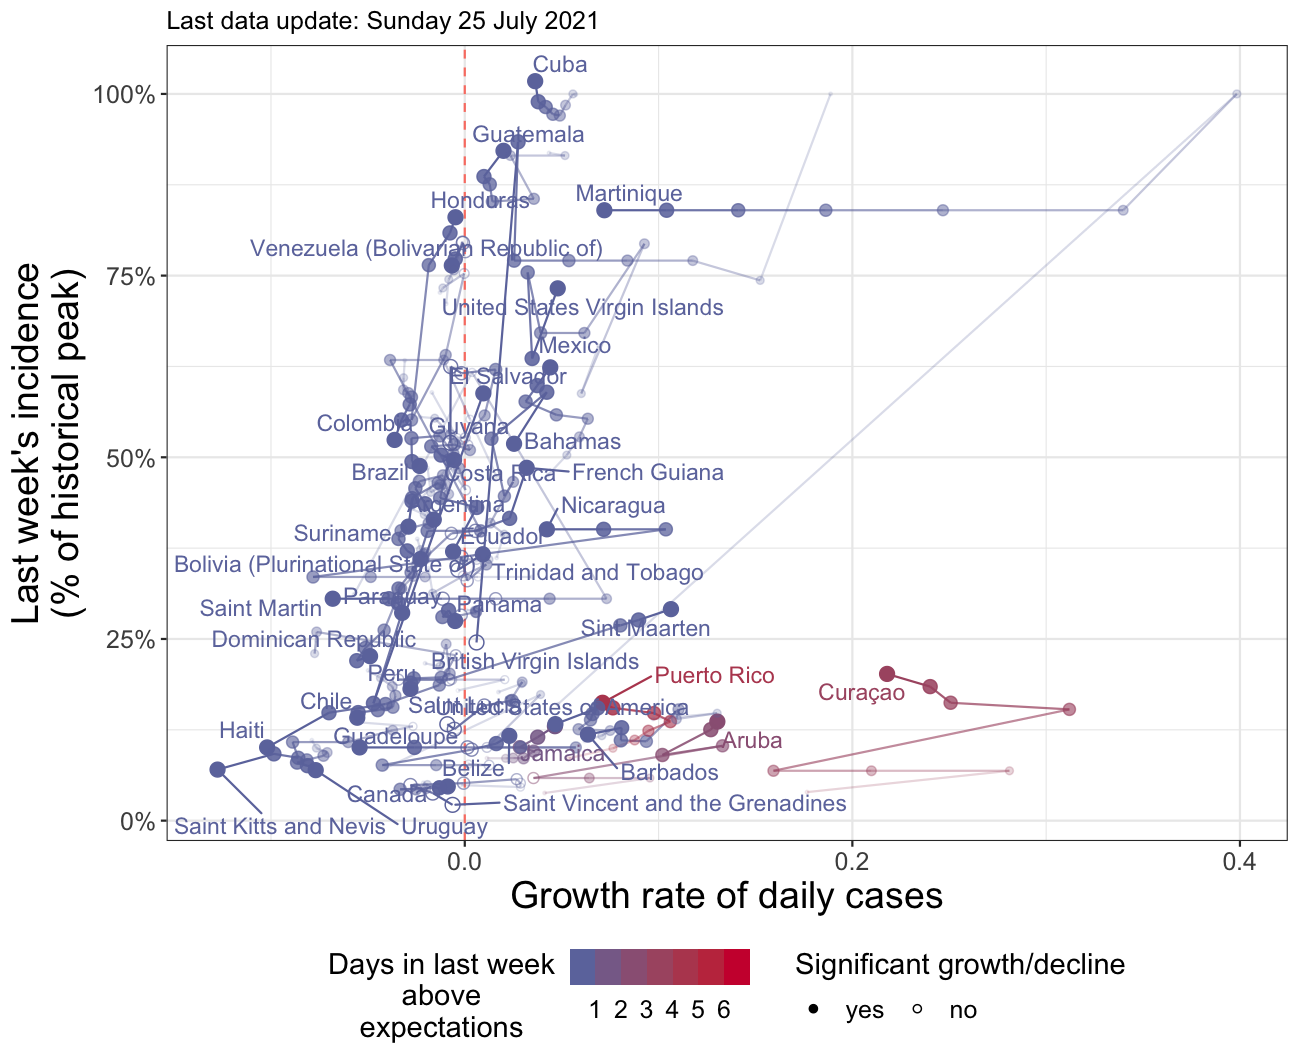 Last data update: Sunday 25 July 2021
Cuba
100%
Guatemala
Martinique
Honduras
Venezuela (Bolivarian Republic of)
75%
United States Virgin Islands
Mexico
El Salvador
Colombia
Guyana
Bahamas
50%
Brazil
Costa Rica
French Guiana
Argentina
Nicaragua
Suriname
Ecuador
Bolivia (Plurinational State of)
Trinidad and Tobago
Paraguay
Panama
Saint Martin
Sint Maarten
25%
Dominican Republic
British Virgin Islands
Peru
Puerto Rico
Curaçao
Chile
Saint Lucia
United States of America
Haiti
Guadeloupe
Aruba
Jamaica
Belize
Barbados
Canada
Saint Vincent and the Grenadines
0%
Saint Kitts and Nevis
Uruguay
0.0
0.2
0.4
Last week's incidence
(% of historical peak)
Growth rate of daily cases
Days in last week
above
expectations
1 2 3 4 5 6
Significant growth/decline
yes
no